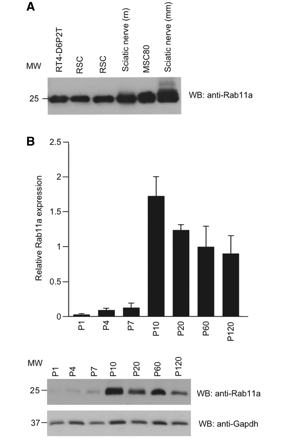 A
MW
RT4-D6P2T
RSC
RSC
Sciatic nerve (rt)
MSC80
Sciatic nerve (mm)
25
WB: anti-Rab11a
B
Relative Rab11a expression
2.5
2
1.5
1
0.5
0
P1
P4
P7
P10
P20
P60
P120
MW
P1
P4
P7
P10
P20
P60
P120
25
WB: anti-Rab11a
37
WB: anti-Gapdh